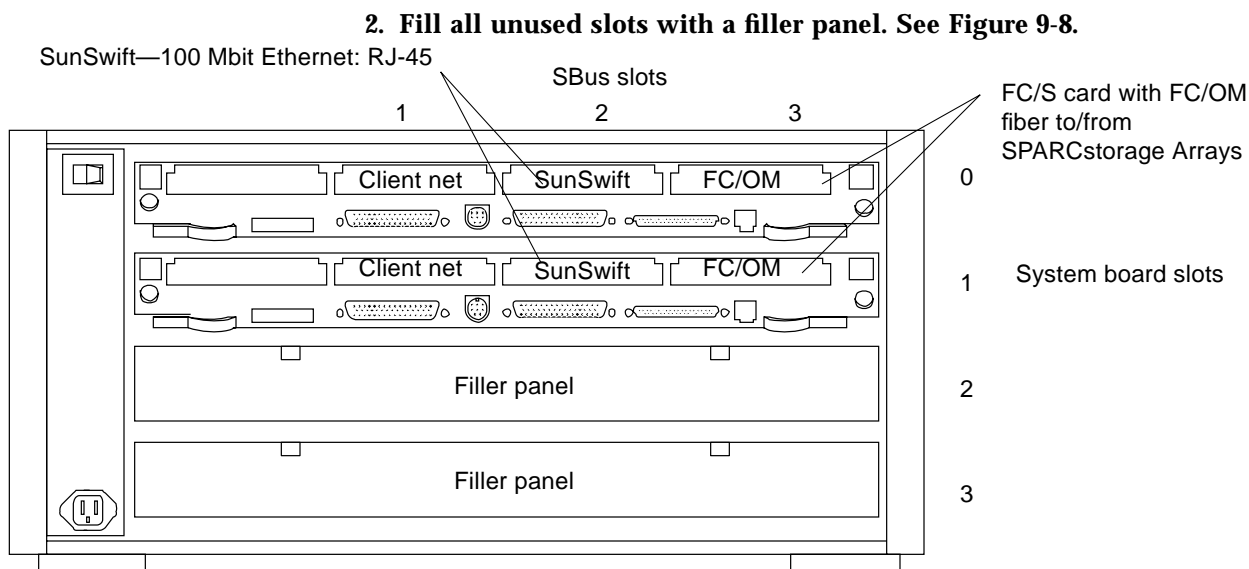 2. Fill all unused slots with a filler panel. See Figure 9-8.
SunSwift—100 Mbit Ethernet: RJ-45
SBus slots
1 2 3
FC/S card with FC/OM
fiber to/from
SPARCstorage Arrays
Client net SunSwift FC/OM
0
Client net SunSwift FC/OM
1 System board slots
Filler panel
2
Filler panel
3